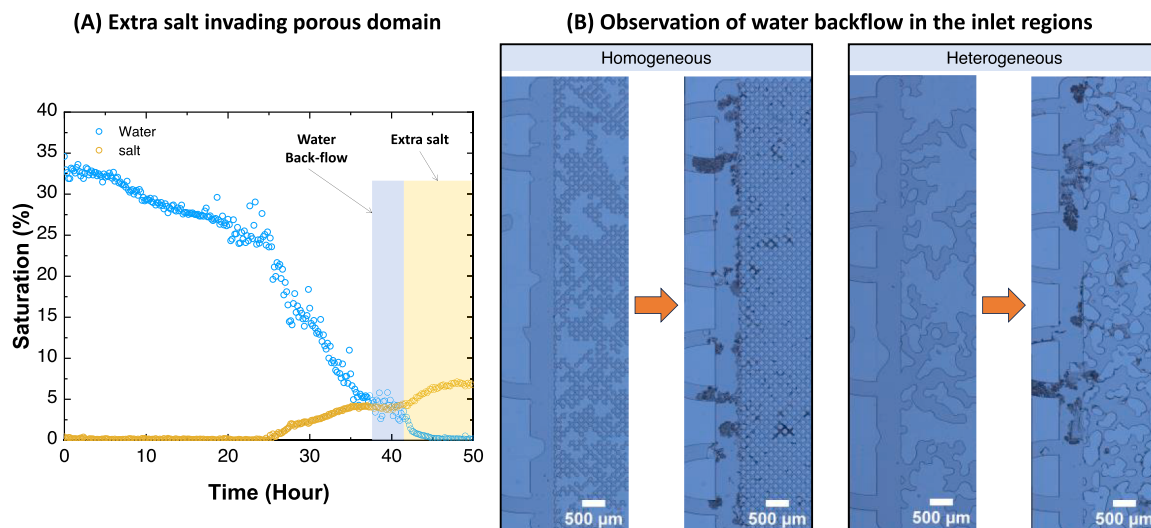 (A) Extra salt invading porous domain
(B) Observation of water backflow in the inlet regions
Homogeneous
Heterogeneous
Water
salt
Water
Back-flow
Extra salt
Saturation (%)
40
35
30
25
20
15
10
5
0
0
10
20
30
40
50
Time (Hour)
500 µm
500 µm
500 µm
500 µm